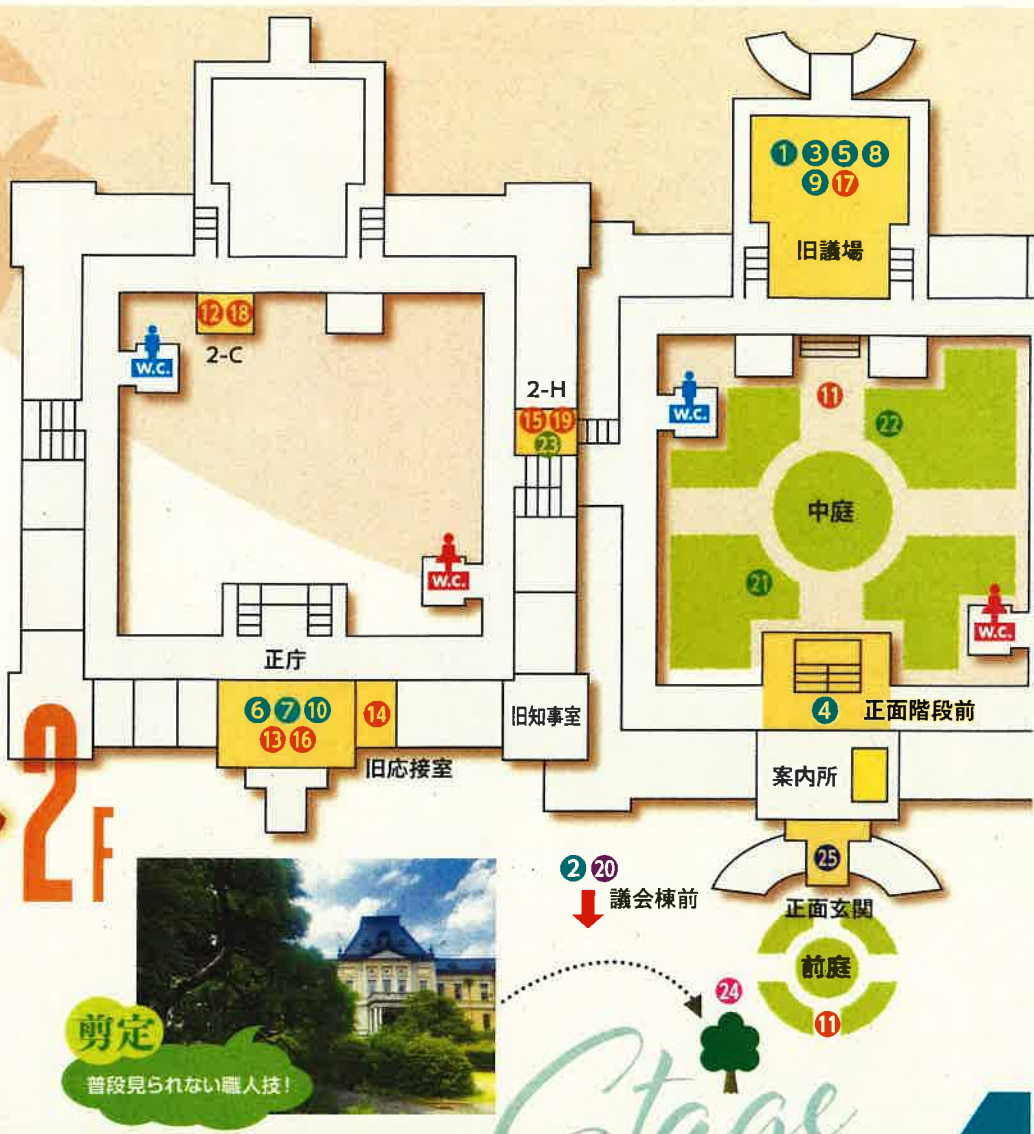 1 3 5 8
9 17
旧議場
12 18
2-C
W.C.
2-H
15 19
23
W.C.
11
22
中庭
21
W.C.
W.C.
正庁
6 7 10
13 16
14
旧応接室
旧知事室
4
正面階段前
案内所
2F
25
正面玄関
2 20
議会棟前
前庭
11
24
剪定
普段見られない職人技!
Stage